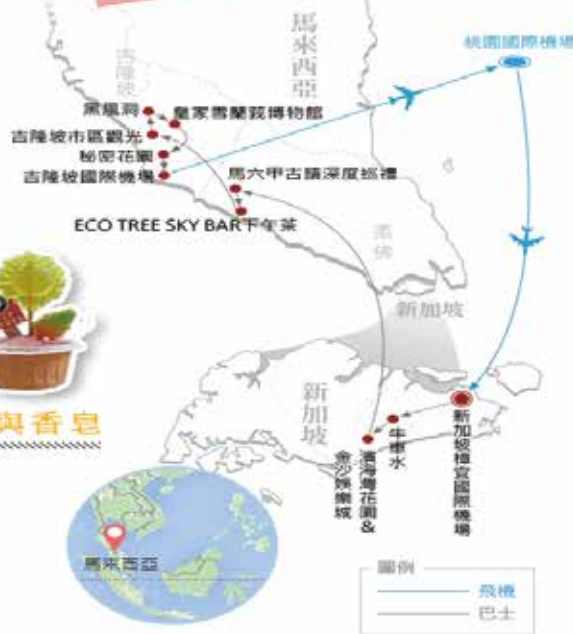 馬來西亞
桃園國際機場
吉隆坡
黑風洞
皇家雪蘭莪博物館
吉隆坡市區觀光
秘密花園
吉隆坡國際機場
馬六甲古蹟深度巡禮
ECO TREE SKY BAR下午茶
柔佛
新加坡
新加坡
與香皂
新加坡樟宜國際機場
牛車水
濱海灣花園&
金沙娛樂城
馬來西亞
圖例
飛機
巴士